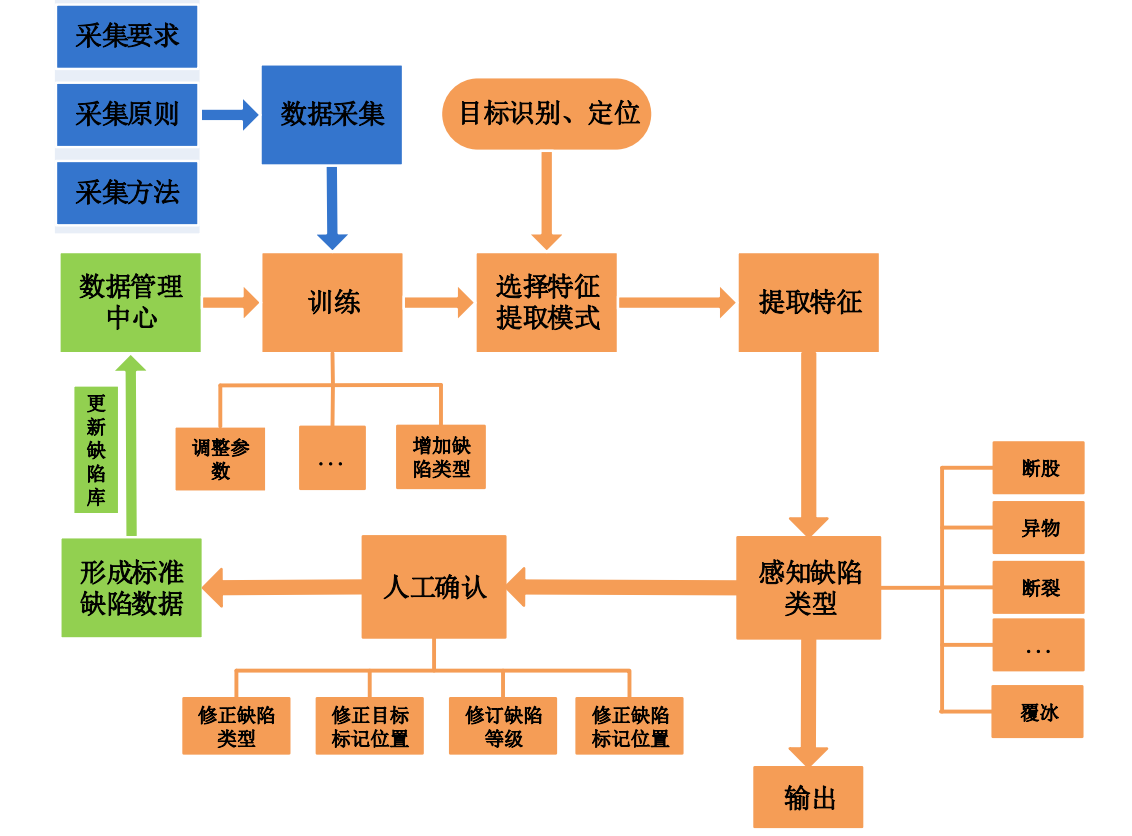 采集要求
采集原则
采集方法
数据采集
目标识别、定位
数据管理
中心
训练
选择特征
提取模式
提取特征
更
新
缺
陷
库
调整参
数
...
增加缺
陷类型
断股
异物
断裂
...
覆冰
形成标准
缺陷数据
人工确认
感知缺陷
类型
修正缺陷
类型
修正目标
标记位置
修订缺陷
等级
修正缺陷
标记位置
输出